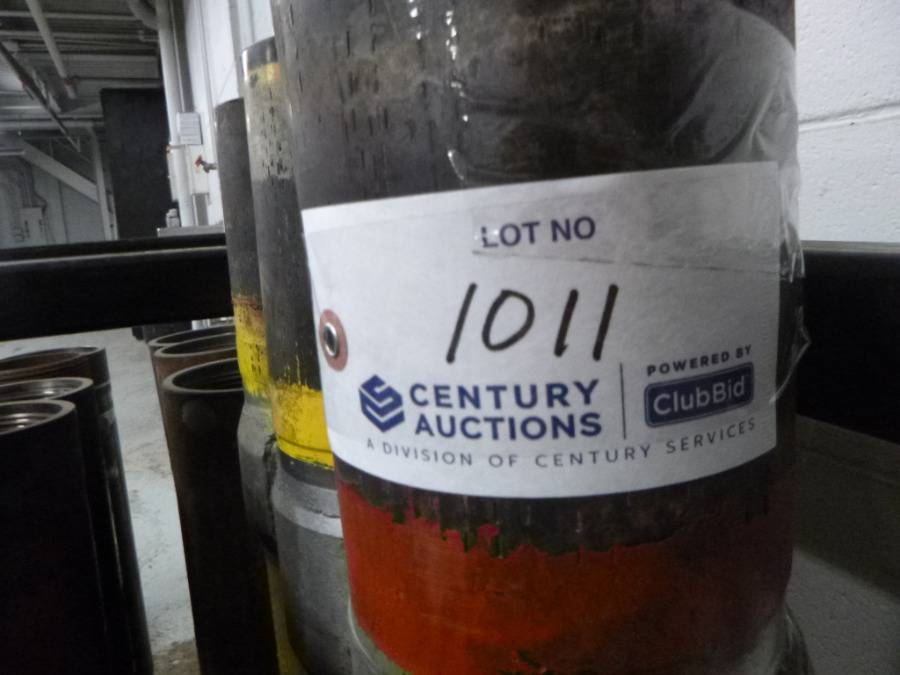 LOT NO
1011
CENTURY
AUCTIONS
POWERED BY
ClubBid
A DIVISION OF CENTURY SERVICES